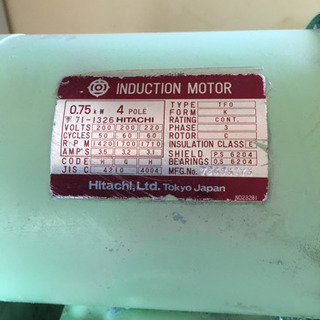 INDUCTION MOTOR
0.75 kW 4 POLE
〒 71-1326 HITACHI
VOLTS 200 200 220
CYCLES 50 60 60
R P M 1420 1700 1710
AMP'S 3.5 3.2 3.1
CODE H G H
JIS C 4210 4004
TYPE TFO
FORM K
RATING CONT.
PHASE 3
ROTOR
INSULATION CLASS E
SHIELD P.S 6204
BEARINGS O.S 6204
MFG.No.
Hitachi, Ltd. Tokyo Japan